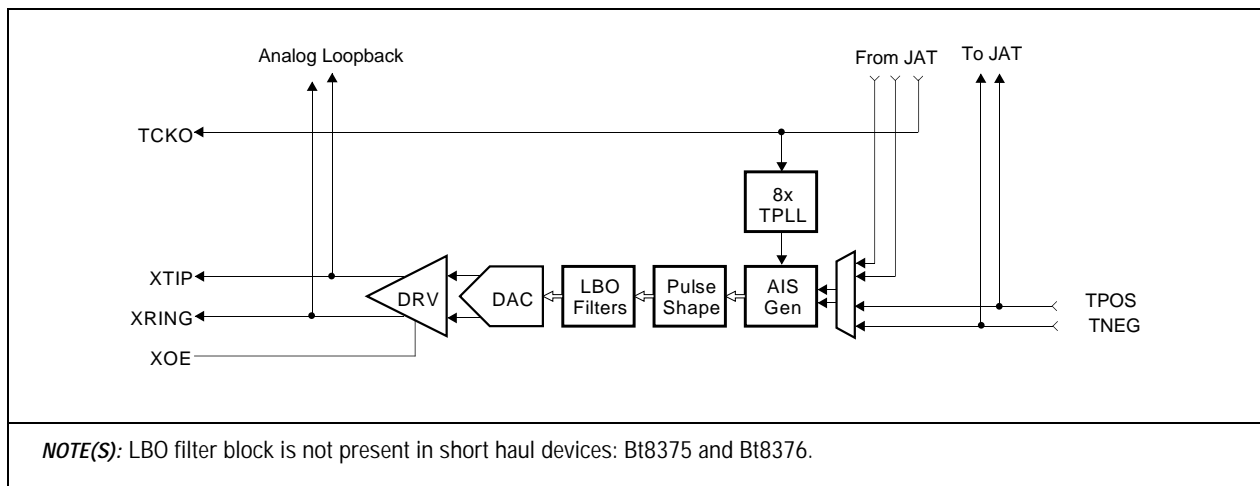 Analog Loopback
From JAT
To JAT
TCKO
8x
TPLL
XTIP
XRING
XOE
DRV
DAC
LBO
Filters
Pulse
Shape
AIS
Gen
TPOS
TNEG
NOTE(S): LBO filter block is not present in short haul devices: Bt8375 and Bt8376.